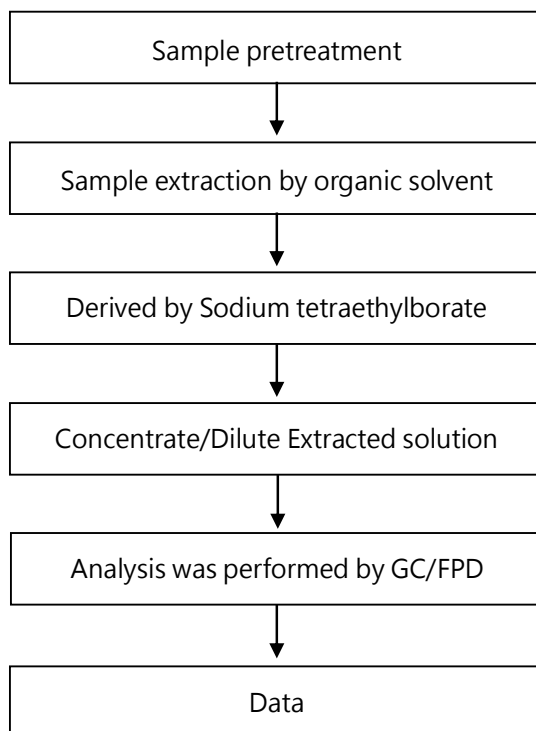 Sample pretreatment
Sample extraction by organic solvent
Derived by Sodium tetraethylborate
Concentrate/Dilute Extracted solution
Analysis was performed by GC/FPD
Data